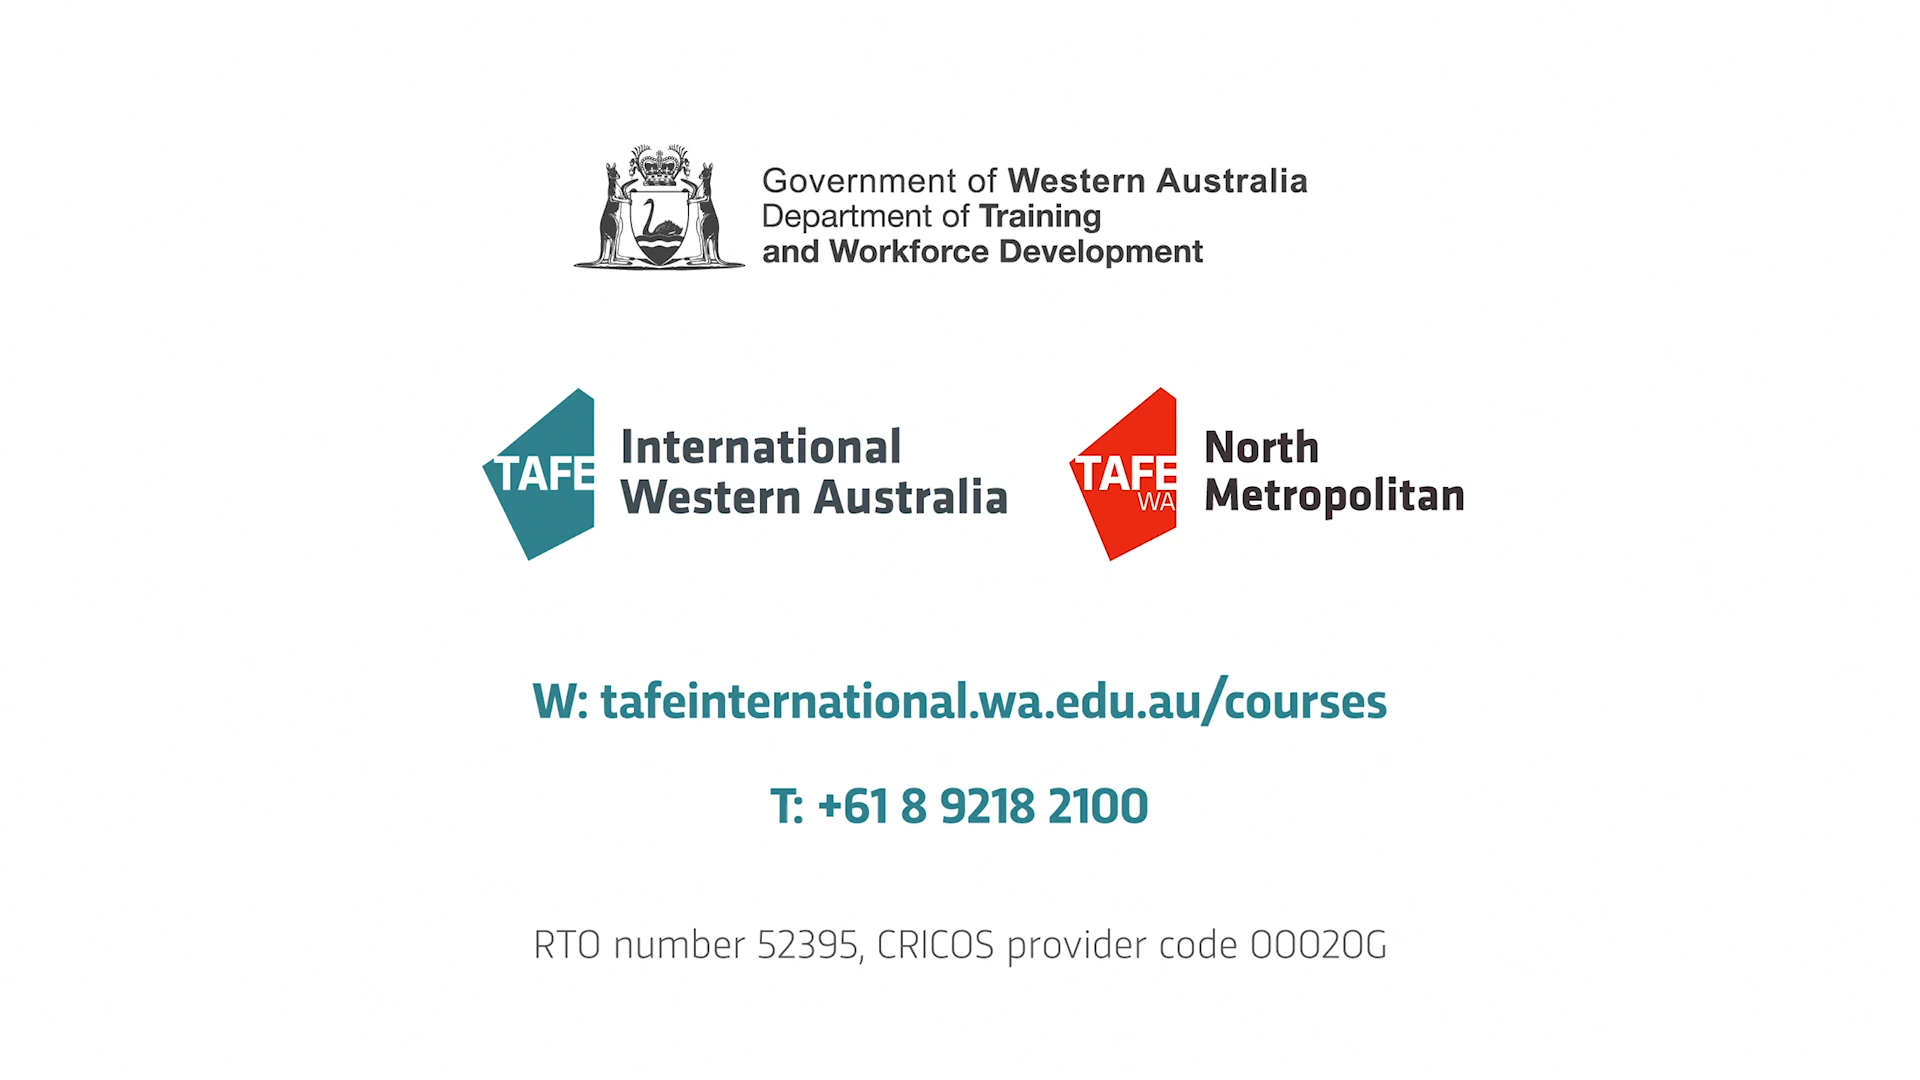 Government of Western Australia
Department of Training
and Workforce Development
TAFE
International
Western Australia
TAFE
WA
North
Metropolitan
W: tafeinternational.wa.edu.au/courses
T: +61 8 9218 2100
RTO number 52395, CRICOS provider code 00020G